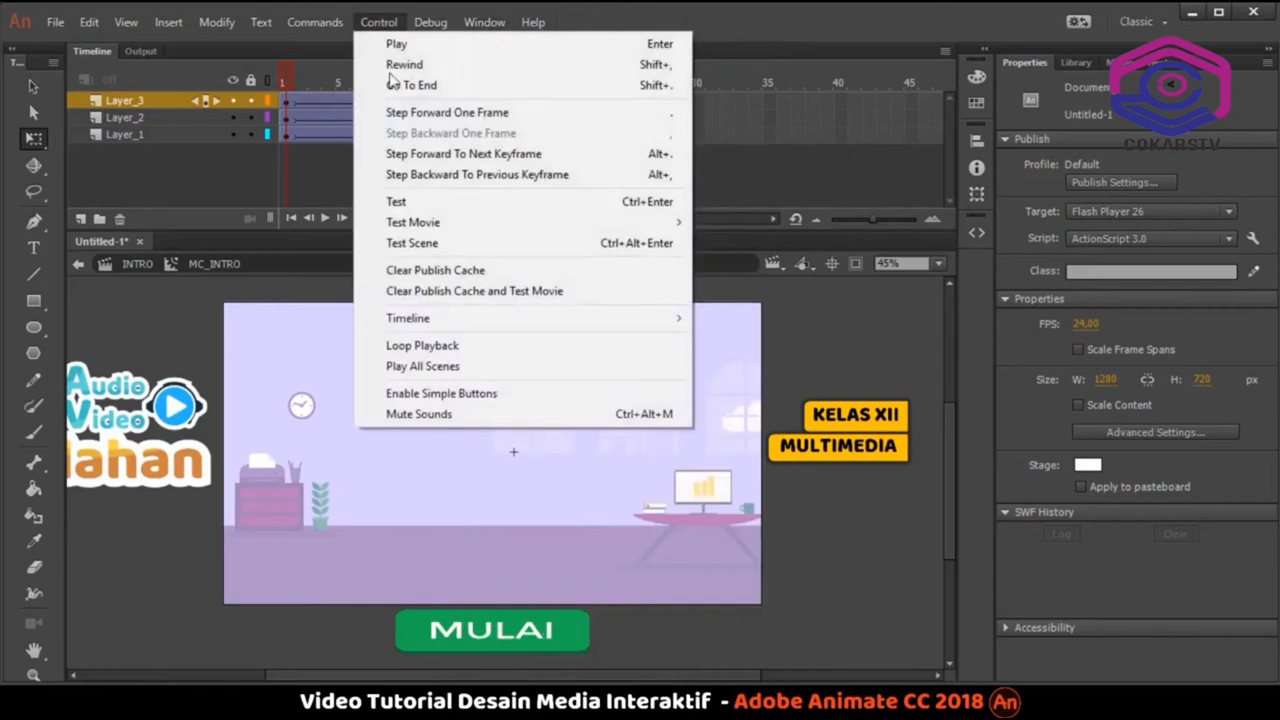 An File Edit View Insert Modify Text Commands Control Debug Window Help Classic
Timeline Output
T...
Off 1 5 35 40 45
Layer_3
Layer_2
Layer_1
Play Enter
Rewind Shift+,
Go To End Shift+.
Step Forward One Frame .
Step Backward One Frame ,
Step Forward To Next Keyframe Alt+.
Step Backward To Previous Keyframe Alt+,
Test Ctrl+Enter
Test Movie
Test Scene Ctrl+Alt+Enter
Clear Publish Cache
Clear Publish Cache and Test Movie
Timeline
Loop Playback
Play All Scenes
Enable Simple Buttons
Mute Sounds Ctrl+Alt+M
Untitled-1* ×
INTRO MC_INTRO 45%
Audio
Video
lahan
KELAS XII
MULTIMEDIA
MULAI
Properties Library
Docume
Untitled-1
COKARSTV
Publish
Profile: Default
Publish Settings...
Target: Flash Player 26
Script: ActionScript 3.0
Class:
Properties
FPS: 24,00
Scale Frame Spans
Size: W: 1280 H: 720 px
Scale Content
Advanced Settings...
Stage:
Apply to pasteboard
SWF History
Log Clear
Accessibility
Video Tutorial Desain Media Interaktif - Adobe Animate CC 2018 An